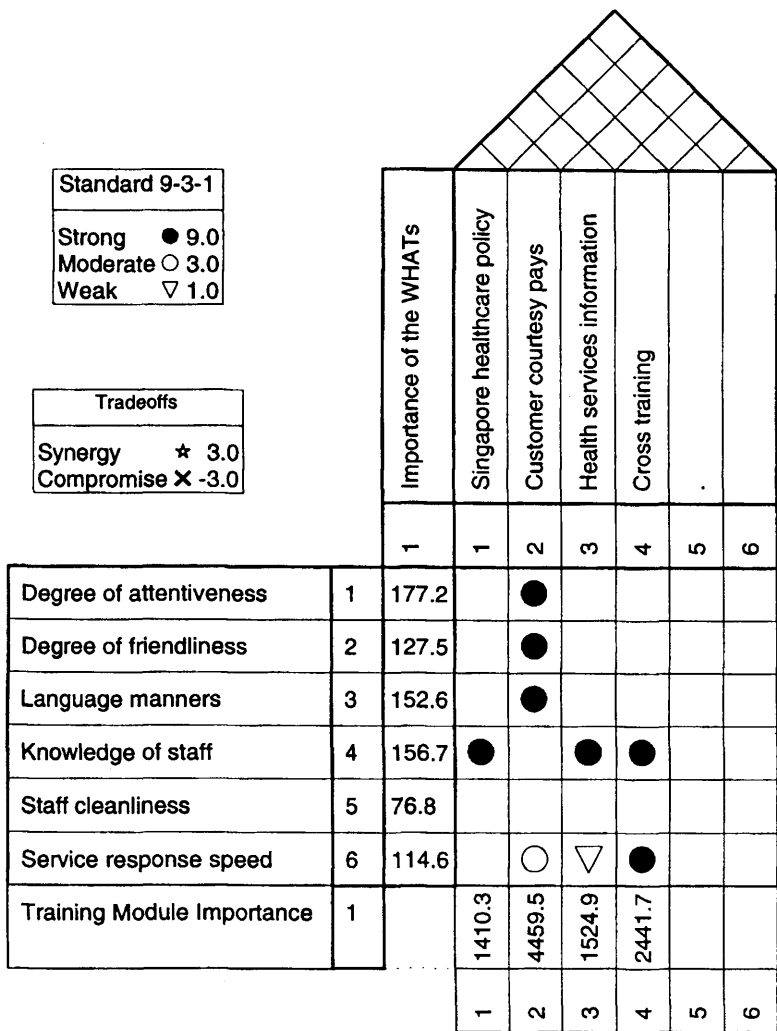 Standard 9-3-1
Strong ● 9.0
Moderate ○ 3.0
Weak ▽ 1.0
Tradeoffs
Synergy ☆ 3.0
Compromise ✕ -3.0
Importance of the WHATs
Singapore healthcare policy
Customer courtesy pays
Health services information
Cross training
1 1 2 3 4 5 6
Degree of attentiveness 1 177.2 ●
Degree of friendliness 2 127.5 ●
Language manners 3 152.6 ●
Knowledge of staff 4 156.7 ● ● ●
Staff cleanliness 5 76.8
Service response speed 6 114.6 ○ ▽ ●
Training Module Importance 1 1410.3 4459.5 1524.9 2441.7
1 2 3 4 5 6